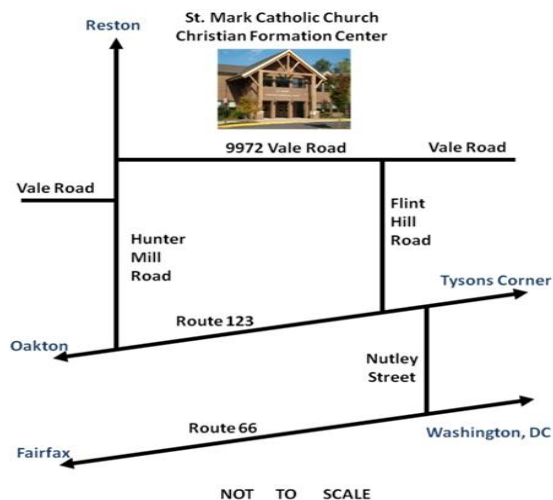 St. Mark Catholic Church
Christian Formation Center
Reston
9972 Vale Road
Vale Road
Vale Road
Hunter
Mill
Road
Flint
Hill
Road
Tysons Corner
Route 123
Oakton
Nutley
Street
Route 66
Washington, DC
Fairfax
NOT TO SCALE